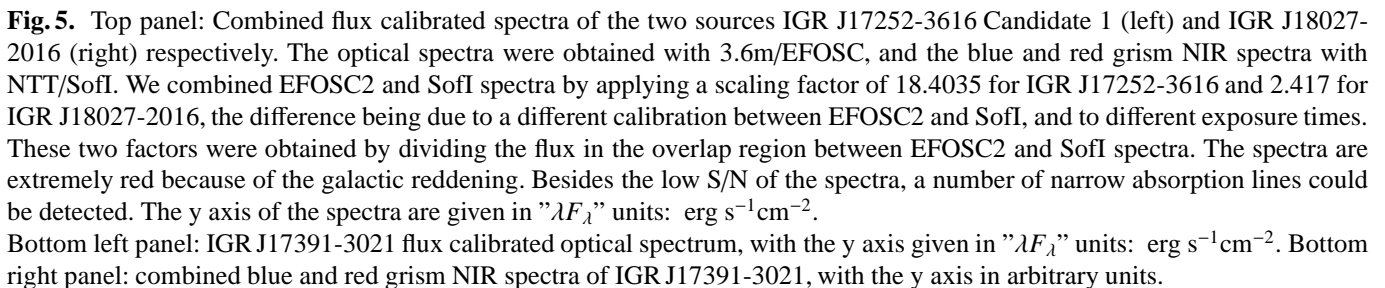 Fig. 5. Top panel: Combined flux calibrated spectra of the two sources IGR J17252-3616 Candidate 1 (left) and IGR J18027-
2016 (right) respectively. The optical spectra were obtained with 3.6m/EFOSC, and the blue and red grism NIR spectra with
NTT/SofI. We combined EFOSC2 and SofI spectra by applying a scaling factor of 18.4035 for IGR J17252-3616 and 2.417 for
IGR J18027-2016, the difference being due to a different calibration between EFOSC2 and SofI, and to different exposure times.
These two factors were obtained by dividing the flux in the overlap region between EFOSC2 and SofI spectra. The spectra are
extremely red because of the galactic reddening. Besides the low S/N of the spectra, a number of narrow absorption lines could
be detected. The y axis of the spectra are given in ”λFλ” units: erg s−1cm−2.
Bottom left panel: IGR J17391-3021 flux calibrated optical spectrum, with the y axis given in ”λFλ” units: erg s−1cm−2. Bottom
right panel: combined blue and red grism NIR spectra of IGR J17391-3021, with the y axis in arbitrary units.